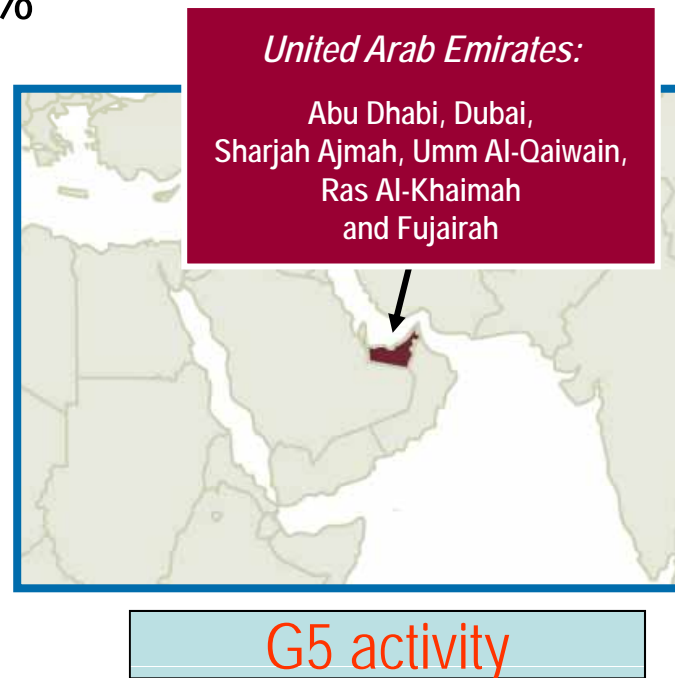 %
United Arab Emirates:
Abu Dhabi, Dubai,
Sharjah Ajmah, Umm Al-Qaiwain,
Ras Al-Khaimah
and Fujairah
G5 activity